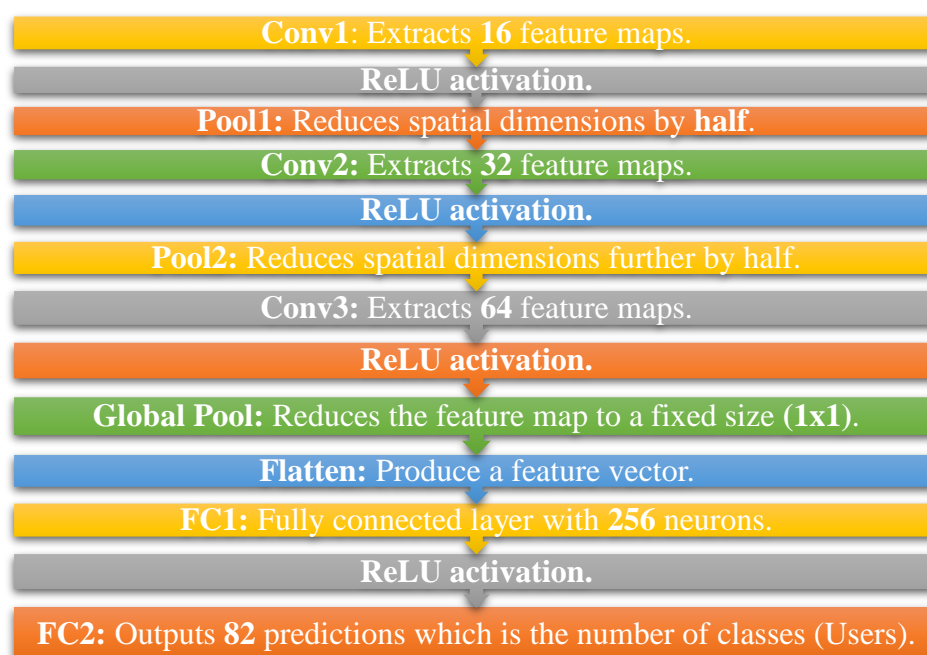 Conv1: Extracts 16 feature maps.
ReLU activation.
Pool1: Reduces spatial dimensions by half.
Conv2: Extracts 32 feature maps.
ReLU activation.
Pool2: Reduces spatial dimensions further by half.
Conv3: Extracts 64 feature maps.
ReLU activation.
Global Pool: Reduces the feature map to a fixed size (1x1).
Flatten: Produce a feature vector.
FC1: Fully connected layer with 256 neurons.
ReLU activation.
FC2: Outputs 82 predictions which is the number of classes (Users).